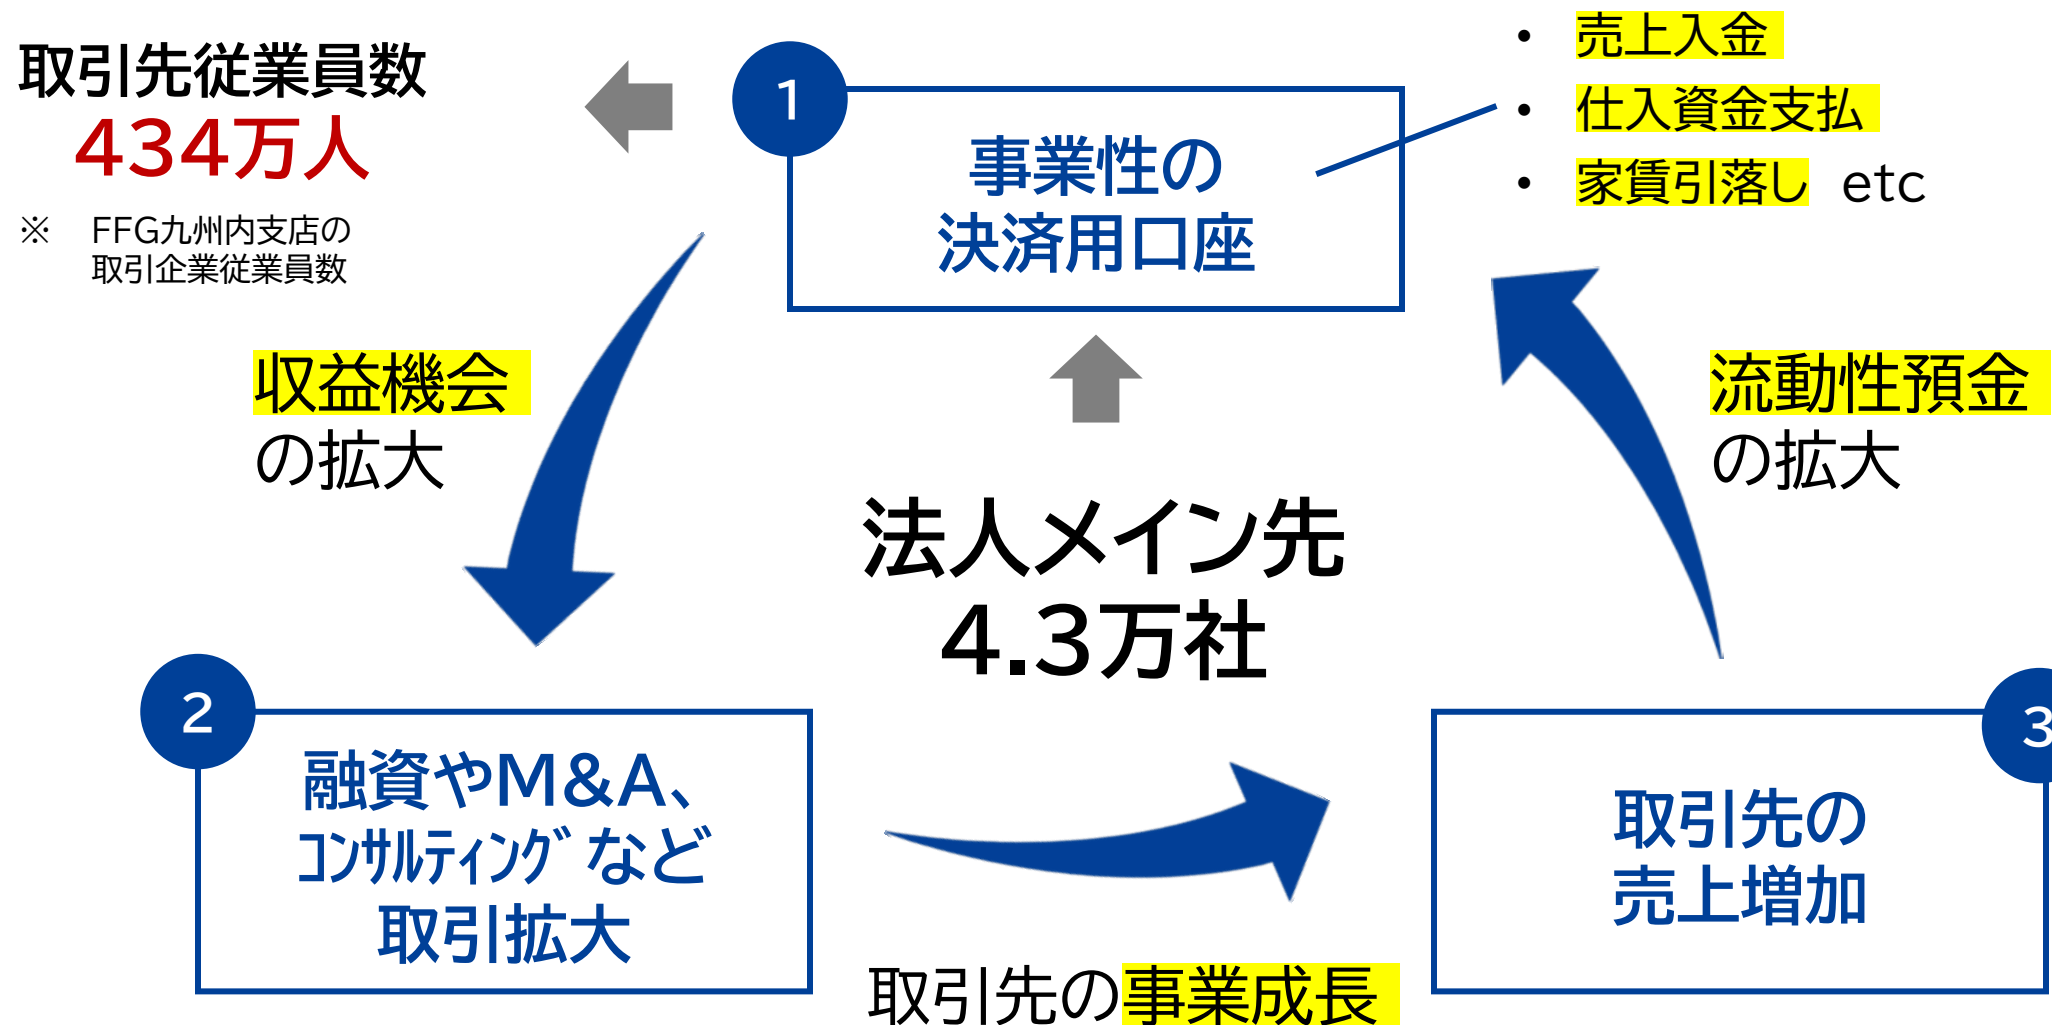 取引先従業員数
434万人
※ FFG九州内支店の
取引企業従業員数
1
事業性の
決済用口座
• 売上入金
• 仕入資金支払
• 家賃引落し etc
収益機会
の拡大
流動性預金
の拡大
法人メイン先
4.3万社
2
融資やM&A、
ｺﾝｻﾙﾃｨﾝｸﾞなど
取引拡大
3
取引先の
売上増加
取引先の事業成長